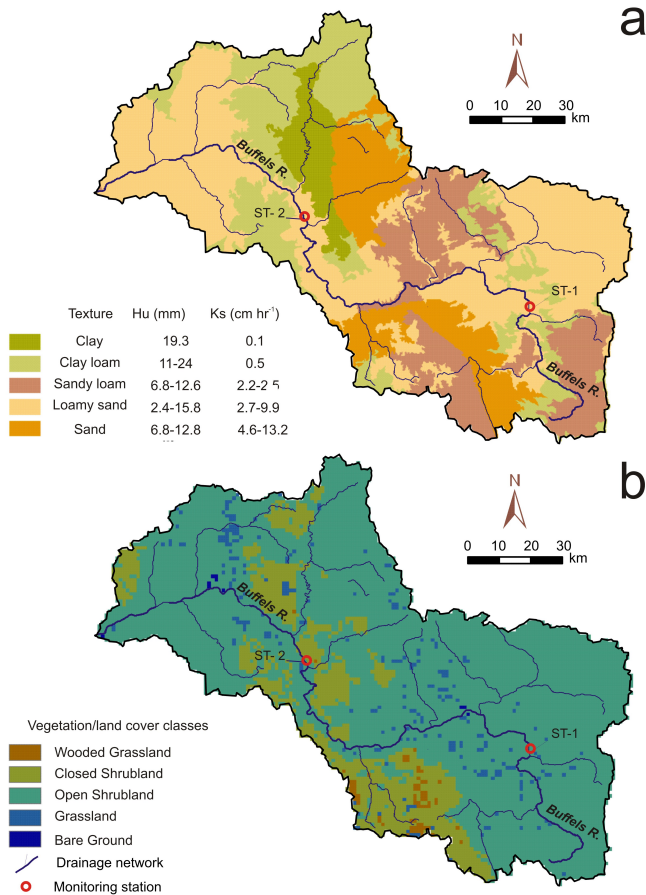 a
N
0 10 20 30 km
Buffels R.
ST- 2
ST-1
Buffels R.
Texture Hu (mm) Ks (cm hr-1)
Clay 19.3 0.1
Clay loam 11-24 0.5
Sandy loam 6.8-12.6 2.2-2.5
Loamy sand 2.4-15.8 2.7-9.9
Sand 6.8-12.8 4.6-13.2
b
N
0 10 20 30 km
Buffels R.
ST- 2
ST-1
Buffels R.
Vegetation/land cover classes
Wooded Grassland
Closed Shrubland
Open Shrubland
Grassland
Bare Ground
Drainage network
Monitoring station